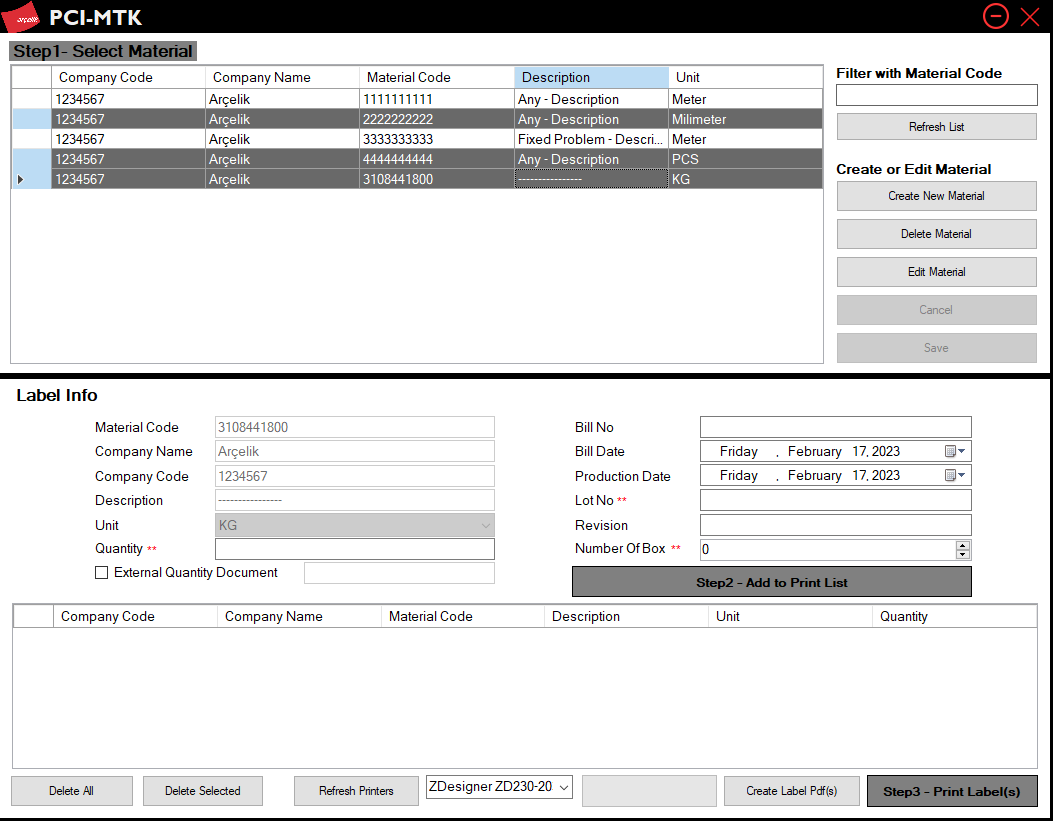 arçelik PCI-MTK
Step1- Select Material
Company Code Company Name Material Code Description Unit
1234567 Arçelik 1111111111 Any - Description Meter
1234567 Arçelik 2222222222 Any - Description Milimeter
1234567 Arçelik 3333333333 Fixed Problem - Descri... Meter
1234567 Arçelik 4444444444 Any - Description PCS
1234567 Arçelik 3108441800 ---------------- KG
Filter with Material Code
Refresh List
Create or Edit Material
Create New Material
Delete Material
Edit Material
Cancel
Save
Label Info
Material Code 3108441800
Company Name Arçelik
Company Code 1234567
Description ----------------
Unit KG
Quantity **
External Quantity Document
Bill No
Bill Date Friday , February 17, 2023
Production Date Friday , February 17, 2023
Lot No **
Revision
Number Of Box ** 0
Step2 - Add to Print List
Company Code Company Name Material Code Description Unit Quantity
Delete All Delete Selected Refresh Printers ZDesigner ZD230-20 Create Label Pdf(s) Step3 - Print Label(s)